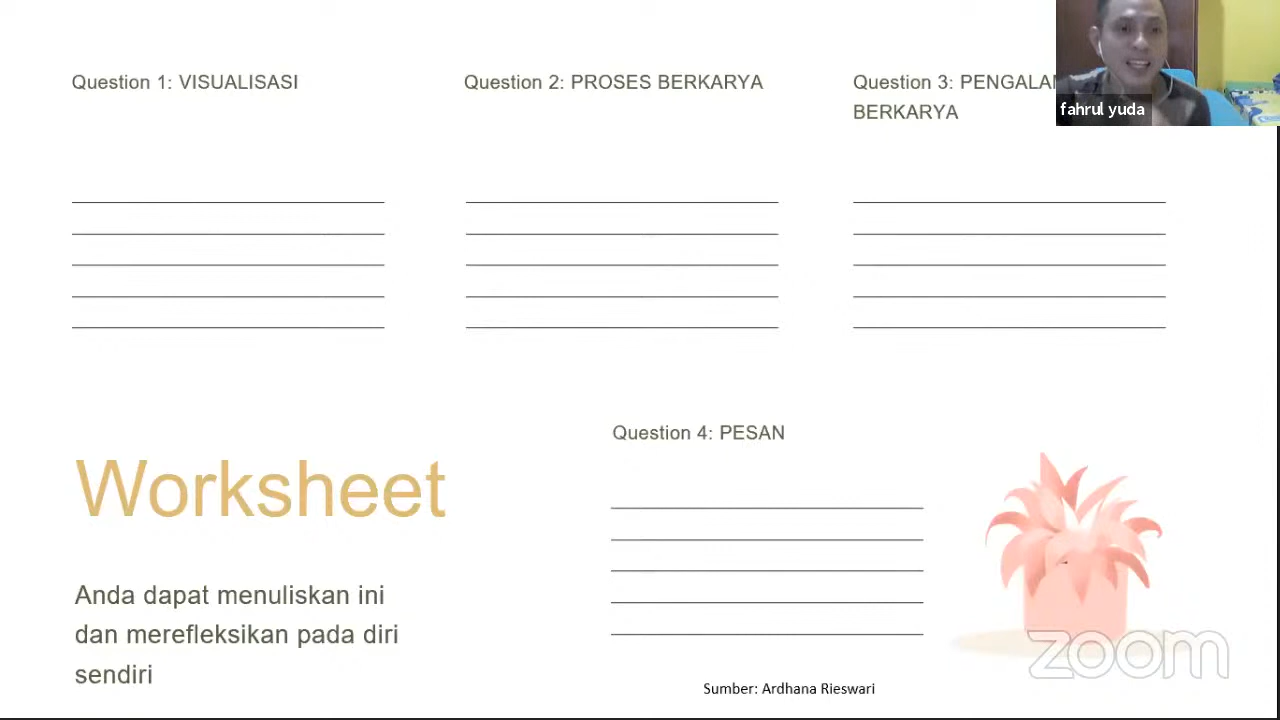 Question 1: VISUALISASI
Question 2: PROSES BERKARYA
Question 3:
BERKARYA
fahrul yuda
Question 4: PESAN
Worksheet
Anda dapat menuliskan ini
dan merefleksikan pada diri
sendiri
Sumber: Ardhana Rieswari
zoom